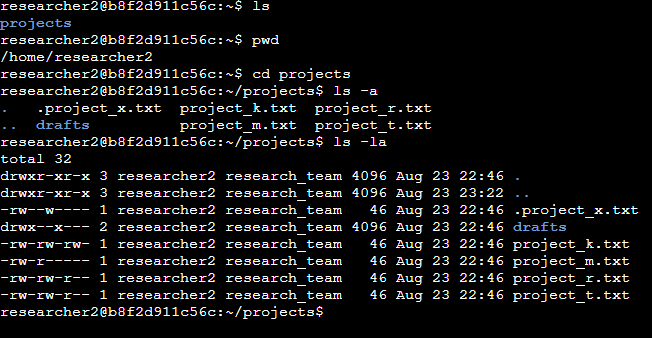 researcher2@b8f2d911c56c:~$ ls
projects
researcher2@b8f2d911c56c:~$ pwd
/home/researcher2
researcher2@b8f2d911c56c:~$ cd projects
researcher2@b8f2d911c56c:~/projects$ ls -a
.   .project_x.txt  project_k.txt  project_r.txt
..  drafts          project_m.txt  project_t.txt
researcher2@b8f2d911c56c:~/projects$ ls -la
total 32
drwxr-xr-x 3 researcher2 research_team 4096 Aug 23 22:46 .
drwxr-xr-x 3 researcher2 research_team 4096 Aug 23 23:22 ..
-rw--w---- 1 researcher2 research_team   46 Aug 23 22:46 .project_x.txt
drwx--x--- 2 researcher2 research_team 4096 Aug 23 22:46 drafts
-rw-rw-rw- 1 researcher2 research_team   46 Aug 23 22:46 project_k.txt
-rw-r----- 1 researcher2 research_team   46 Aug 23 22:46 project_m.txt
-rw-rw-r-- 1 researcher2 research_team   46 Aug 23 22:46 project_r.txt
-rw-rw-r-- 1 researcher2 research_team   46 Aug 23 22:46 project_t.txt
researcher2@b8f2d911c56c:~/projects$